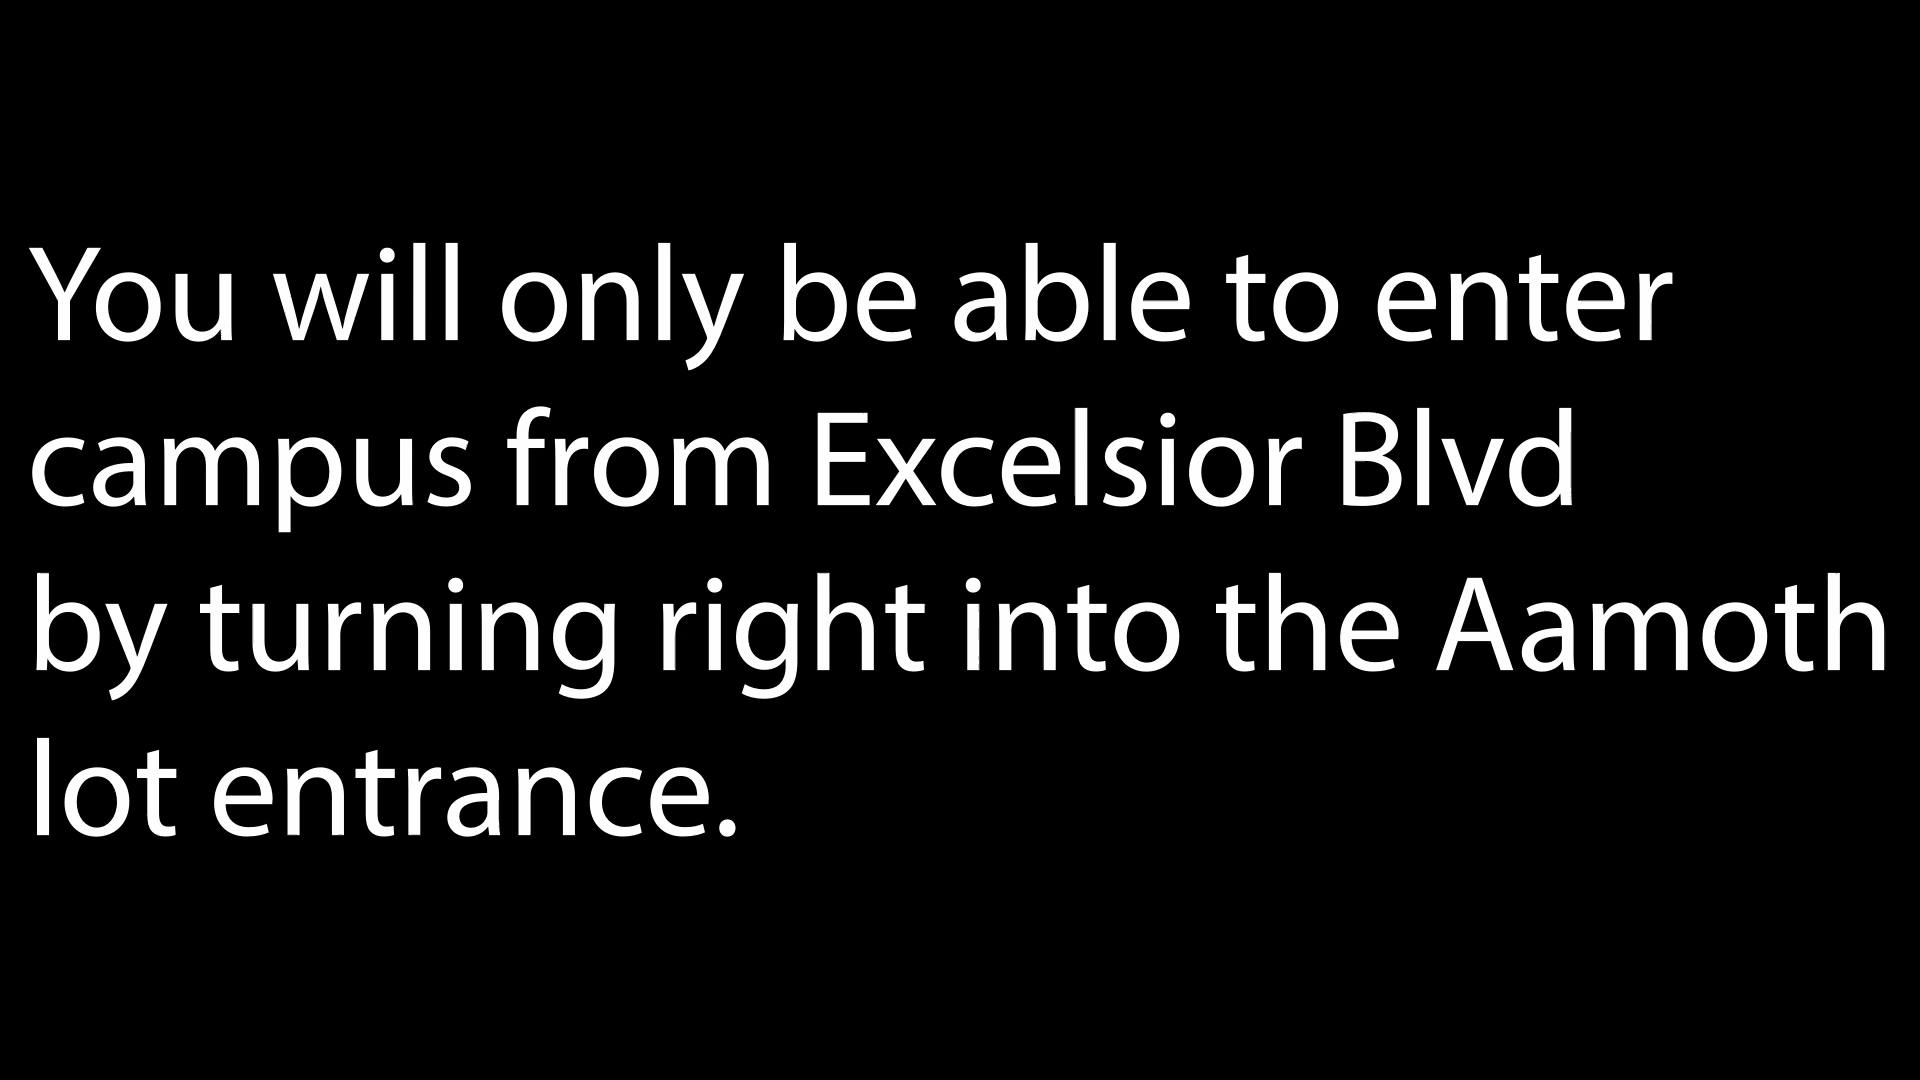 You will only be able to enter
campus from Excelsior Blvd
by turning right into the Aamoth
lot entrance.